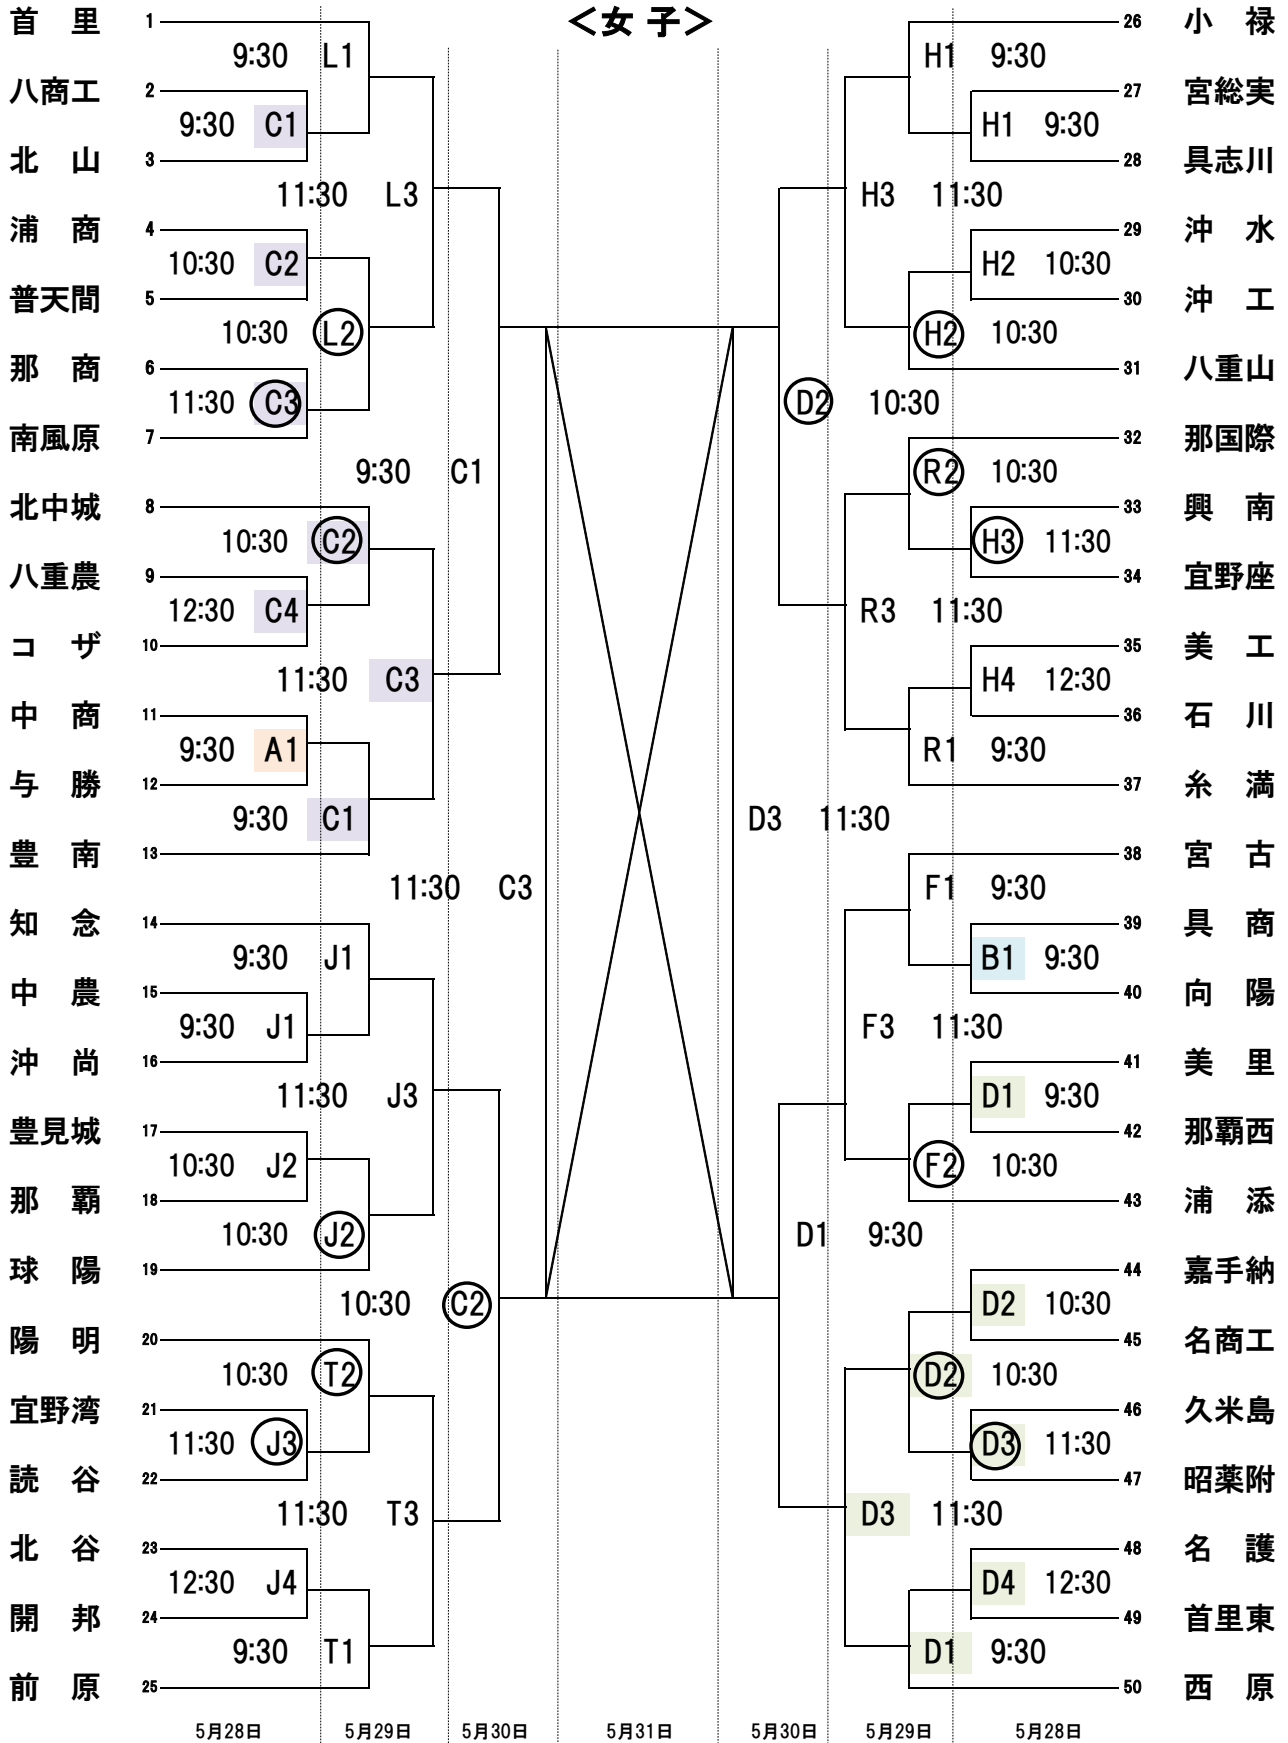 ＜女 子＞
首　里 1
9:30 L1
八商工 2
9:30 C1
北　山 3
11:30 L3
浦　商 4
10:30 C2
普天間 5
10:30 L2
那　商 6
11:30 C3
南風原 7
9:30 C1
北中城 8
10:30 C2
八重農 9
12:30 C4
コ　ザ 10
11:30 C3
中　商 11
9:30 A1
与　勝 12
9:30 C1
豊　南 13
11:30 C3
知　念 14
9:30 J1
中　農 15
9:30 J1
沖　尚 16
11:30 J3
豊見城 17
10:30 J2
那　覇 18
10:30 J2
球　陽 19
10:30 C2
陽　明 20
10:30 T2
宜野湾 21
11:30 J3
読　谷 22
11:30 T3
北　谷 23
12:30 J4
開　邦 24
9:30 T1
前　原 25
26 小　禄
H1 9:30
27 宮総実
H1 9:30
28 具志川
H3 11:30
29 沖　水
H2 10:30
30 沖　工
H2 10:30
31 八重山
D2 10:30
32 那国際
R2 10:30
33 興　南
H3 11:30
34 宜野座
R3 11:30
35 美　工
H4 12:30
36 石　川
R1 9:30
37 糸　満
D3 11:30
38 宮　古
F1 9:30
39 具　商
B1 9:30
40 向　陽
F3 11:30
41 美　里
D1 9:30
42 那覇西
F2 10:30
43 浦　添
D1 9:30
44 嘉手納
D2 10:30
45 名商工
D2 10:30
46 久米島
D3 11:30
47 昭薬附
D3 11:30
48 名　護
D4 12:30
49 首里東
D1 9:30
50 西　原
5月28日 5月29日 5月30日 5月31日 5月30日 5月29日 5月28日